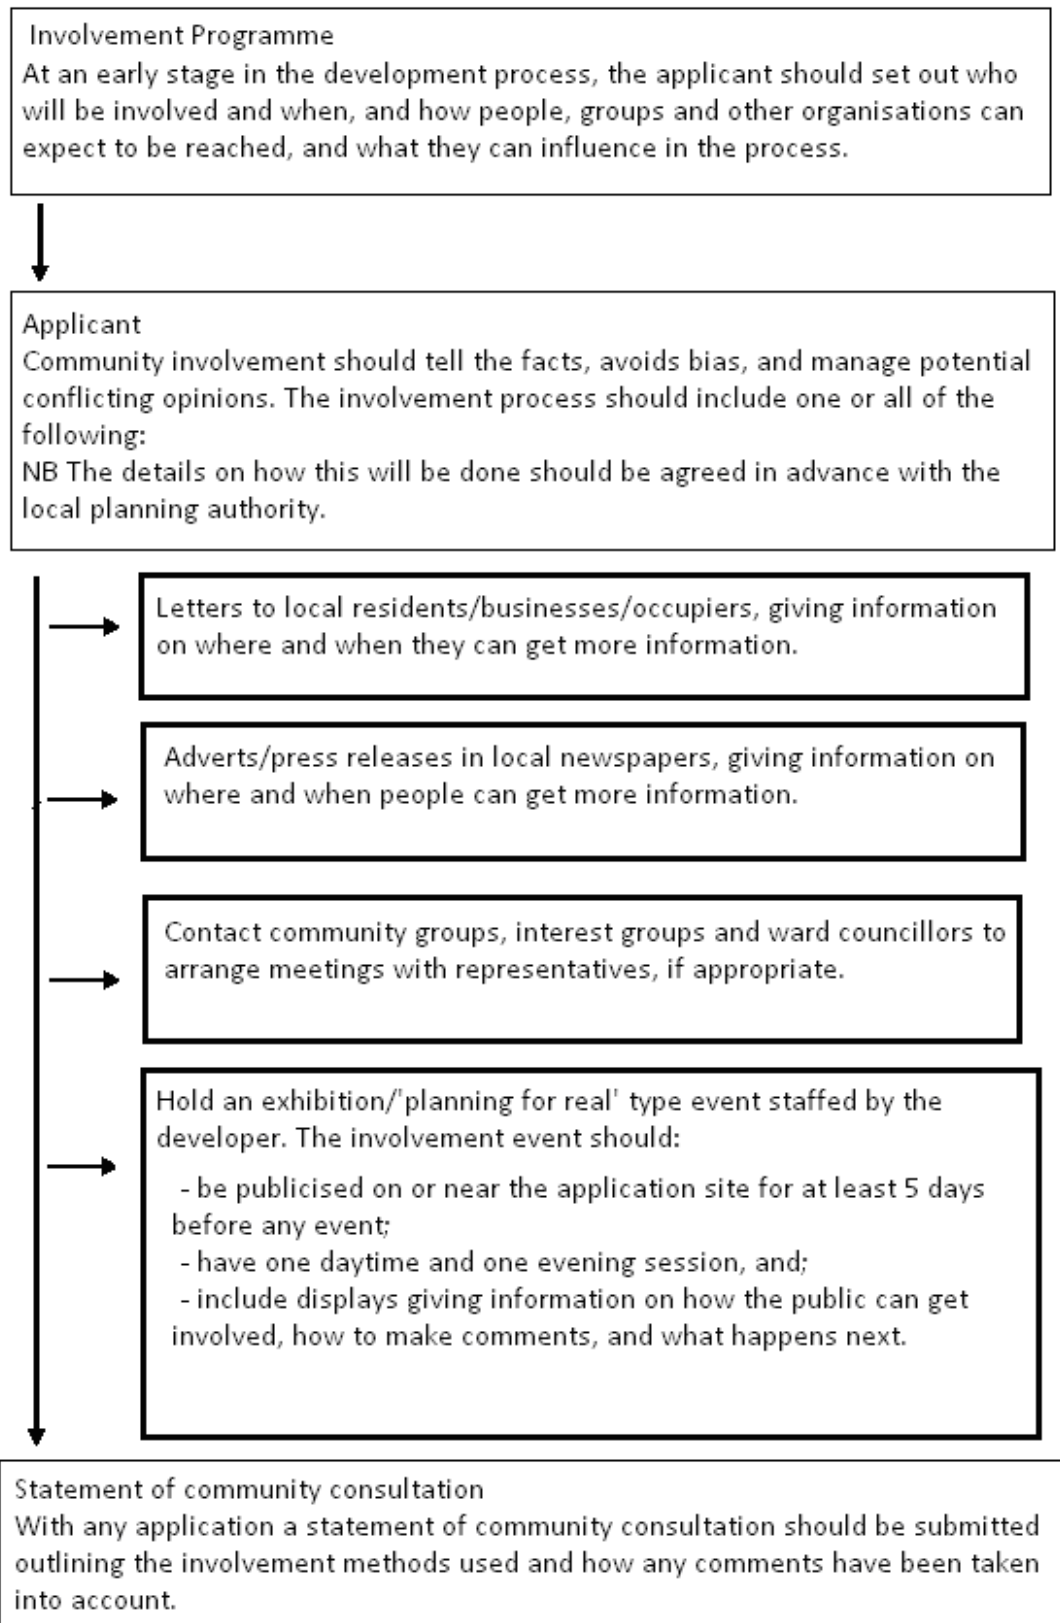 Involvement Programme
At an early stage in the development process, the applicant should set out who
will be involved and when, and how people, groups and other organisations can
expect to be reached, and what they can influence in the process.
Applicant
Community involvement should tell the facts, avoids bias, and manage potential
conflicting opinions. The involvement process should include one or all of the
following:
NB The details on how this will be done should be agreed in advance with the
local planning authority.
Letters to local residents/businesses/occupiers, giving information
on where and when they can get more information.
Adverts/press releases in local newspapers, giving information on
where and when people can get more information.
Contact community groups, interest groups and ward councillors to
arrange meetings with representatives, if appropriate.
Hold an exhibition/'planning for real' type event staffed by the
developer. The involvement event should:
- be publicised on or near the application site for at least 5 days
before any event;
- have one daytime and one evening session, and;
- include displays giving information on how the public can get
involved, how to make comments, and what happens next.
Statement of community consultation
With any application a statement of community consultation should be submitted
outlining the involvement methods used and how any comments have been taken
into account.